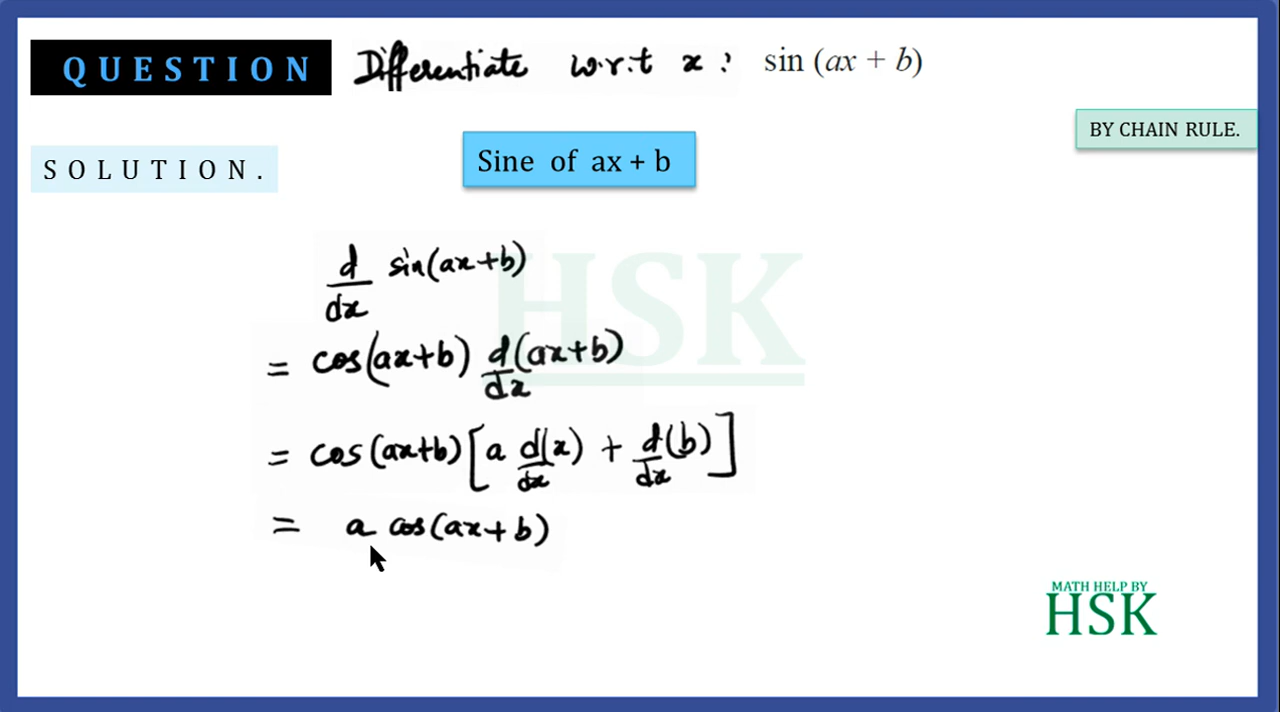 QUESTION Differentiate w.r.t x : sin (ax + b)
BY CHAIN RULE.
SOLUTION.
Sine of ax + b
d/dx sin(ax+b)
= cos(ax+b) d/dx(ax+b)
= cos(ax+b)[a d/dx(x) + d/dx(b)]
= a cos(ax+b)
HSK
MATH HELP BY
HSK